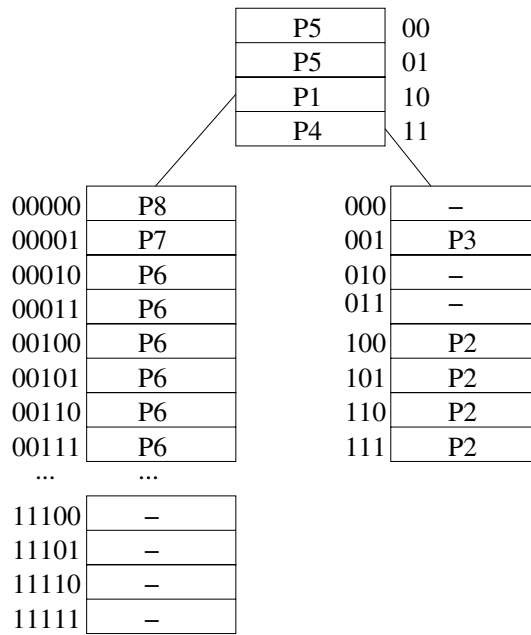 P5 00
P5 01
P1 10
P4 11
00000 P8
00001 P7
00010 P6
00011 P6
00100 P6
00101 P6
00110 P6
00111 P6
... ...
11100 –
11101 –
11110 –
11111 –
000 –
001 P3
010 –
011 –
100 P2
101 P2
110 P2
111 P2